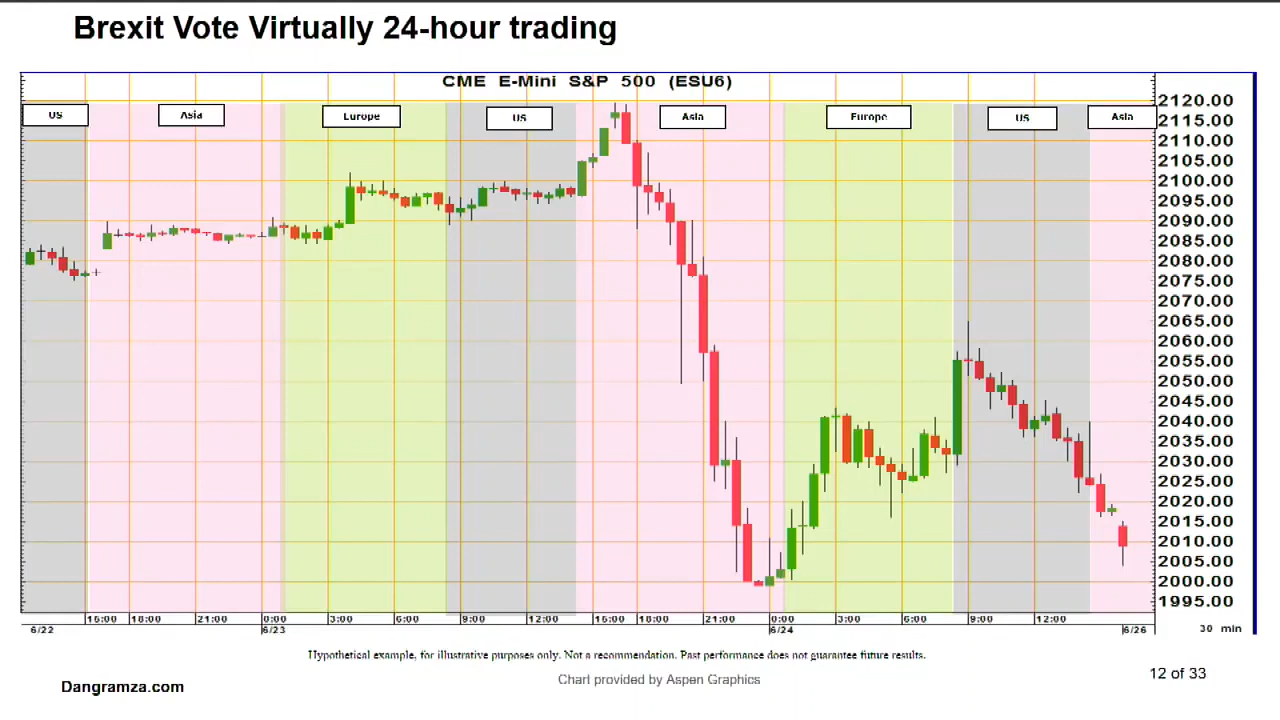 Brexit Vote Virtually 24-hour trading
CME E-Mini S&P 500 (ESU6)
US
Asia
Europe
US
Asia
Europe
US
Asia
2120.00
2115.00
2110.00
2105.00
2100.00
2095.00
2090.00
2085.00
2080.00
2075.00
2070.00
2065.00
2060.00
2055.00
2050.00
2045.00
2040.00
2035.00
2030.00
2025.00
2020.00
2015.00
2010.00
2005.00
2000.00
1995.00
15:00 18:00 21:00 0:00 3:00 6:00 9:00 12:00 15:00 18:00 21:00 0:00 3:00 6:00 9:00 12:00
6/22 6/23 6/24 6/26 30 min
Hypothetical example, for illustrative purposes only. Not a recommendation. Past performance does not guarantee future results.
Chart provided by Aspen Graphics
12 of 33
Dangramza.com